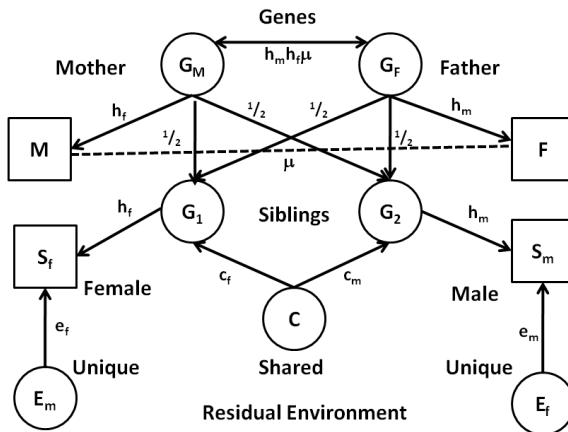 Genes
G_M
h_m h_f μ
G_F
Mother
Father
h_f
1/2
1/2
h_m
M
1/2
1/2
F
μ
G_1
Siblings
G_2
h_f
h_m
S_f
S_m
Female
c_f
c_m
Male
C
e_f
e_m
Unique
Shared
Unique
E_m
E_f
Residual Environment